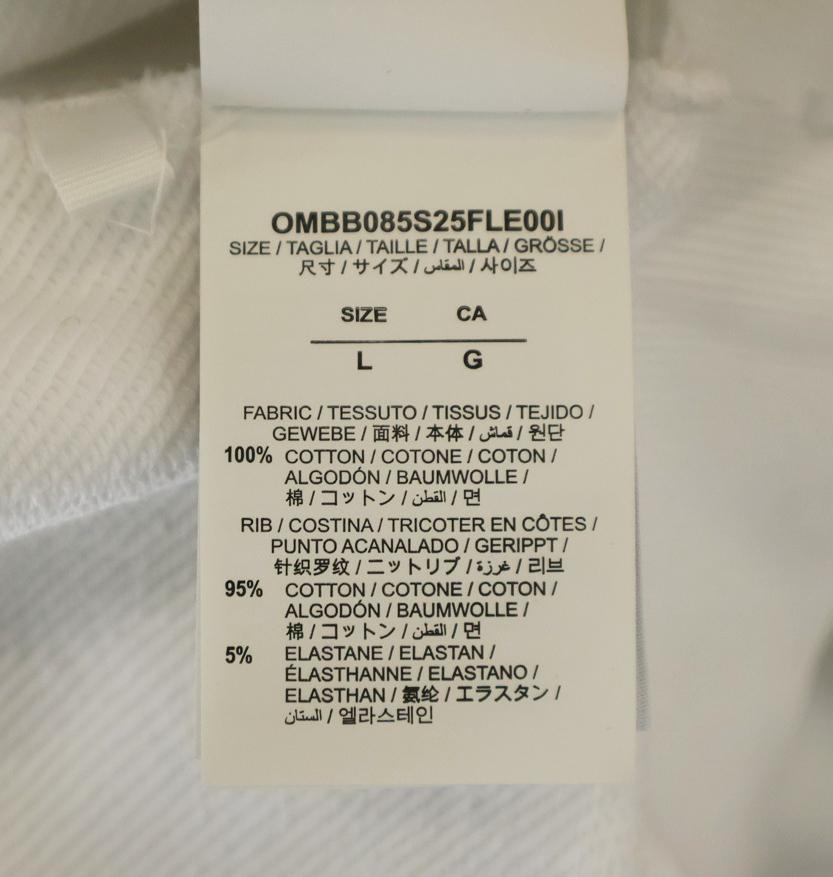 OMBB085S25FLE00I
SIZE / TAGLIA / TAILLE / TALLA / GRÖSSE /
尺寸 / サイズ / المقاس / 사이즈
SIZE CA
L G
FABRIC / TESSUTO / TISSUS / TEJIDO /
GEWEBE / 面料 / 本体 / قماش / 원단
100% COTTON / COTONE / COTON /
ALGODÓN / BAUMWOLLE /
棉 / コットン / القطن / 면
RIB / COSTINA / TRICOTER EN CÔTES /
PUNTO ACANALADO / GERIPPT /
针织罗纹 / ニットリブ / غرزة / 리브
95% COTTON / COTONE / COTON /
ALGODÓN / BAUMWOLLE /
棉 / コットン / القطن / 면
5% ELASTANE / ELASTAN /
ÉLASTHANNE / ELASTANO /
ELASTHAN / 氨纶 / エラスタン /
الستان / 엘라스테인